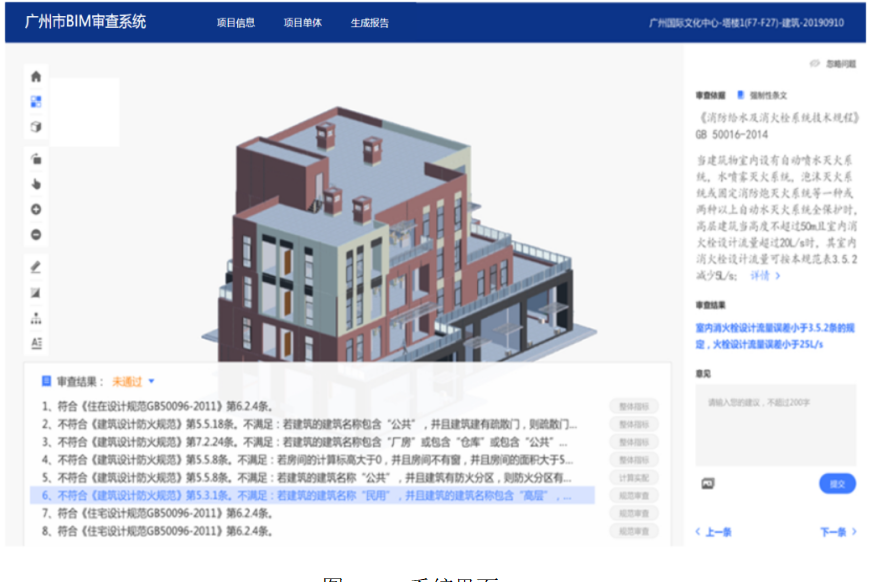 广州市BIM审查系统
项目信息 项目单体 生成报告
广州国际文化中心-塔楼1(F7-F27)-建筑-20190910
忽略问题
审查依据 强制性条文
《消防给水及消火栓系统技术规程》
GB 50016-2014
当建筑物室内设有自动喷水灭火系
统，水喷雾灭火系统，泡沫灭火系
统或固定消防炮灭火系统等一种或
两种以上自动水灭火系统全保护时，
高层建筑当高度不超过50m且室内消
火栓设计流量超过20L/s时，其室内
消火栓设计流量可按本规范表3.5.2
减少5L/s； 详情 >
审查结果
室内消火栓设计流量误差小于3.5.2条的规
定，火栓设计流量误差小于25L/s
意见
请输入您的建议，不超过200字
提交
< 上一条 下一条 >
审查结果： 未通过
1、符合《住在设计规范GB50096-2011》第6.2.4条。 整体指标
2、不符合《建筑设计防火规范》第5.5.18条。不满足：若建筑的建筑名称包含“公共”，并且建筑建有疏散门，则疏散门... 整体指标
3、不符合《建筑设计防火规范》第7.2.24条。不满足：若建筑的建筑名称包含“厂房”或包含“仓库”或包含“公共”... 整体指标
4、不符合《建筑设计防火规范》第5.5.8条。不满足：若房间的计算标高大于0，并且房间不有窗，并且房间的面积大于5... 整体指标
5、不符合《建筑设计防火规范》第5.5.8条。不满足：若建筑的建筑名称“公共”，并且建筑有防火分区，则防火分区有... 计算实配
6、不符合《建筑设计防火规范》第5.3.1条。不满足：若建筑的建筑名称“民用”，并且建筑的建筑名称包含“高层”，... 规范审查
7、符合《住宅设计规范GB50096-2011》第6.2.4条。 规范审查
8、符合《住宅设计规范GB50096-2011》第6.2.4条。 规范审查